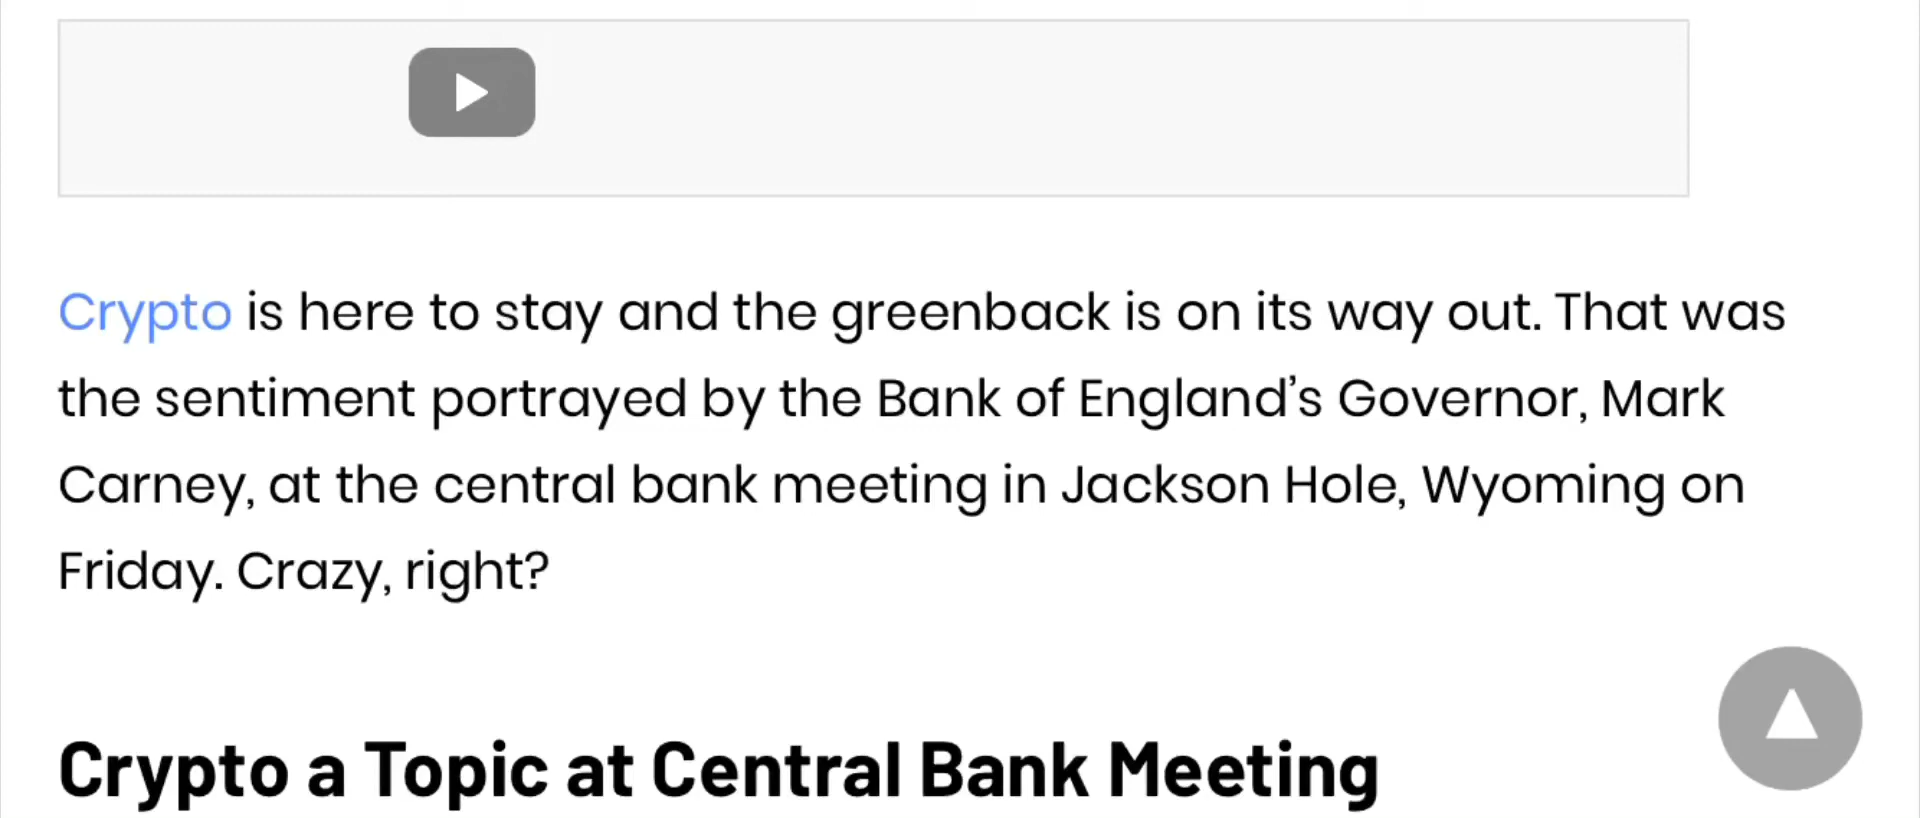 Crypto is here to stay and the greenback is on its way out. That was
the sentiment portrayed by the Bank of England’s Governor, Mark
Carney, at the central bank meeting in Jackson Hole, Wyoming on
Friday. Crazy, right?
Crypto a Topic at Central Bank Meeting